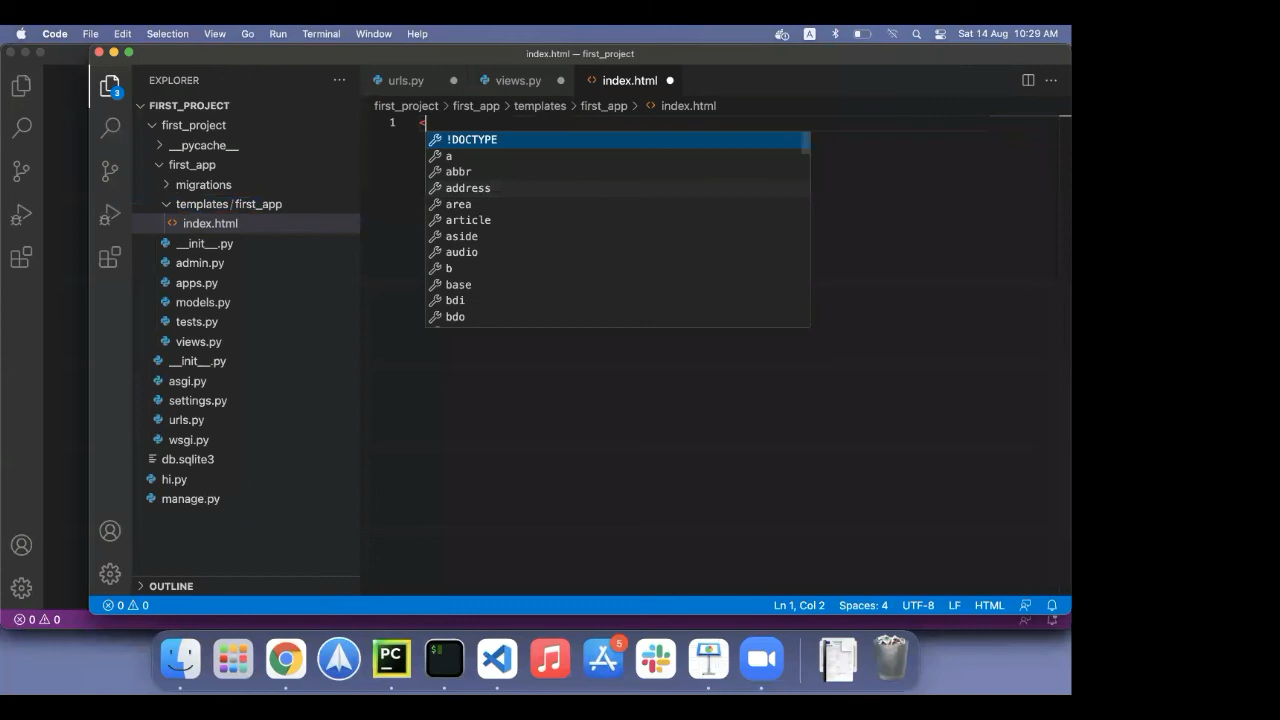 Code File Edit Selection View Go Run Terminal Window Help A Sat 14 Aug 10:29 AM
index.html — first_project
EXPLORER ··· urls.py views.py <> index.html ···
3
FIRST_PROJECT
first_project > first_app > templates > first_app > <> index.html
first_project
1 <
__pycache__
first_app
migrations
templates / first_app
<> index.html
__init__.py
admin.py
apps.py
models.py
tests.py
views.py
__init__.py
asgi.py
settings.py
urls.py
wsgi.py
db.sqlite3
hi.py
manage.py
OUTLINE
!DOCTYPE
a
abbr
address
area
article
aside
audio
b
base
bdi
bdo
0 0 Ln 1, Col 2 Spaces: 4 UTF-8 LF HTML
0 0
PC
$
5